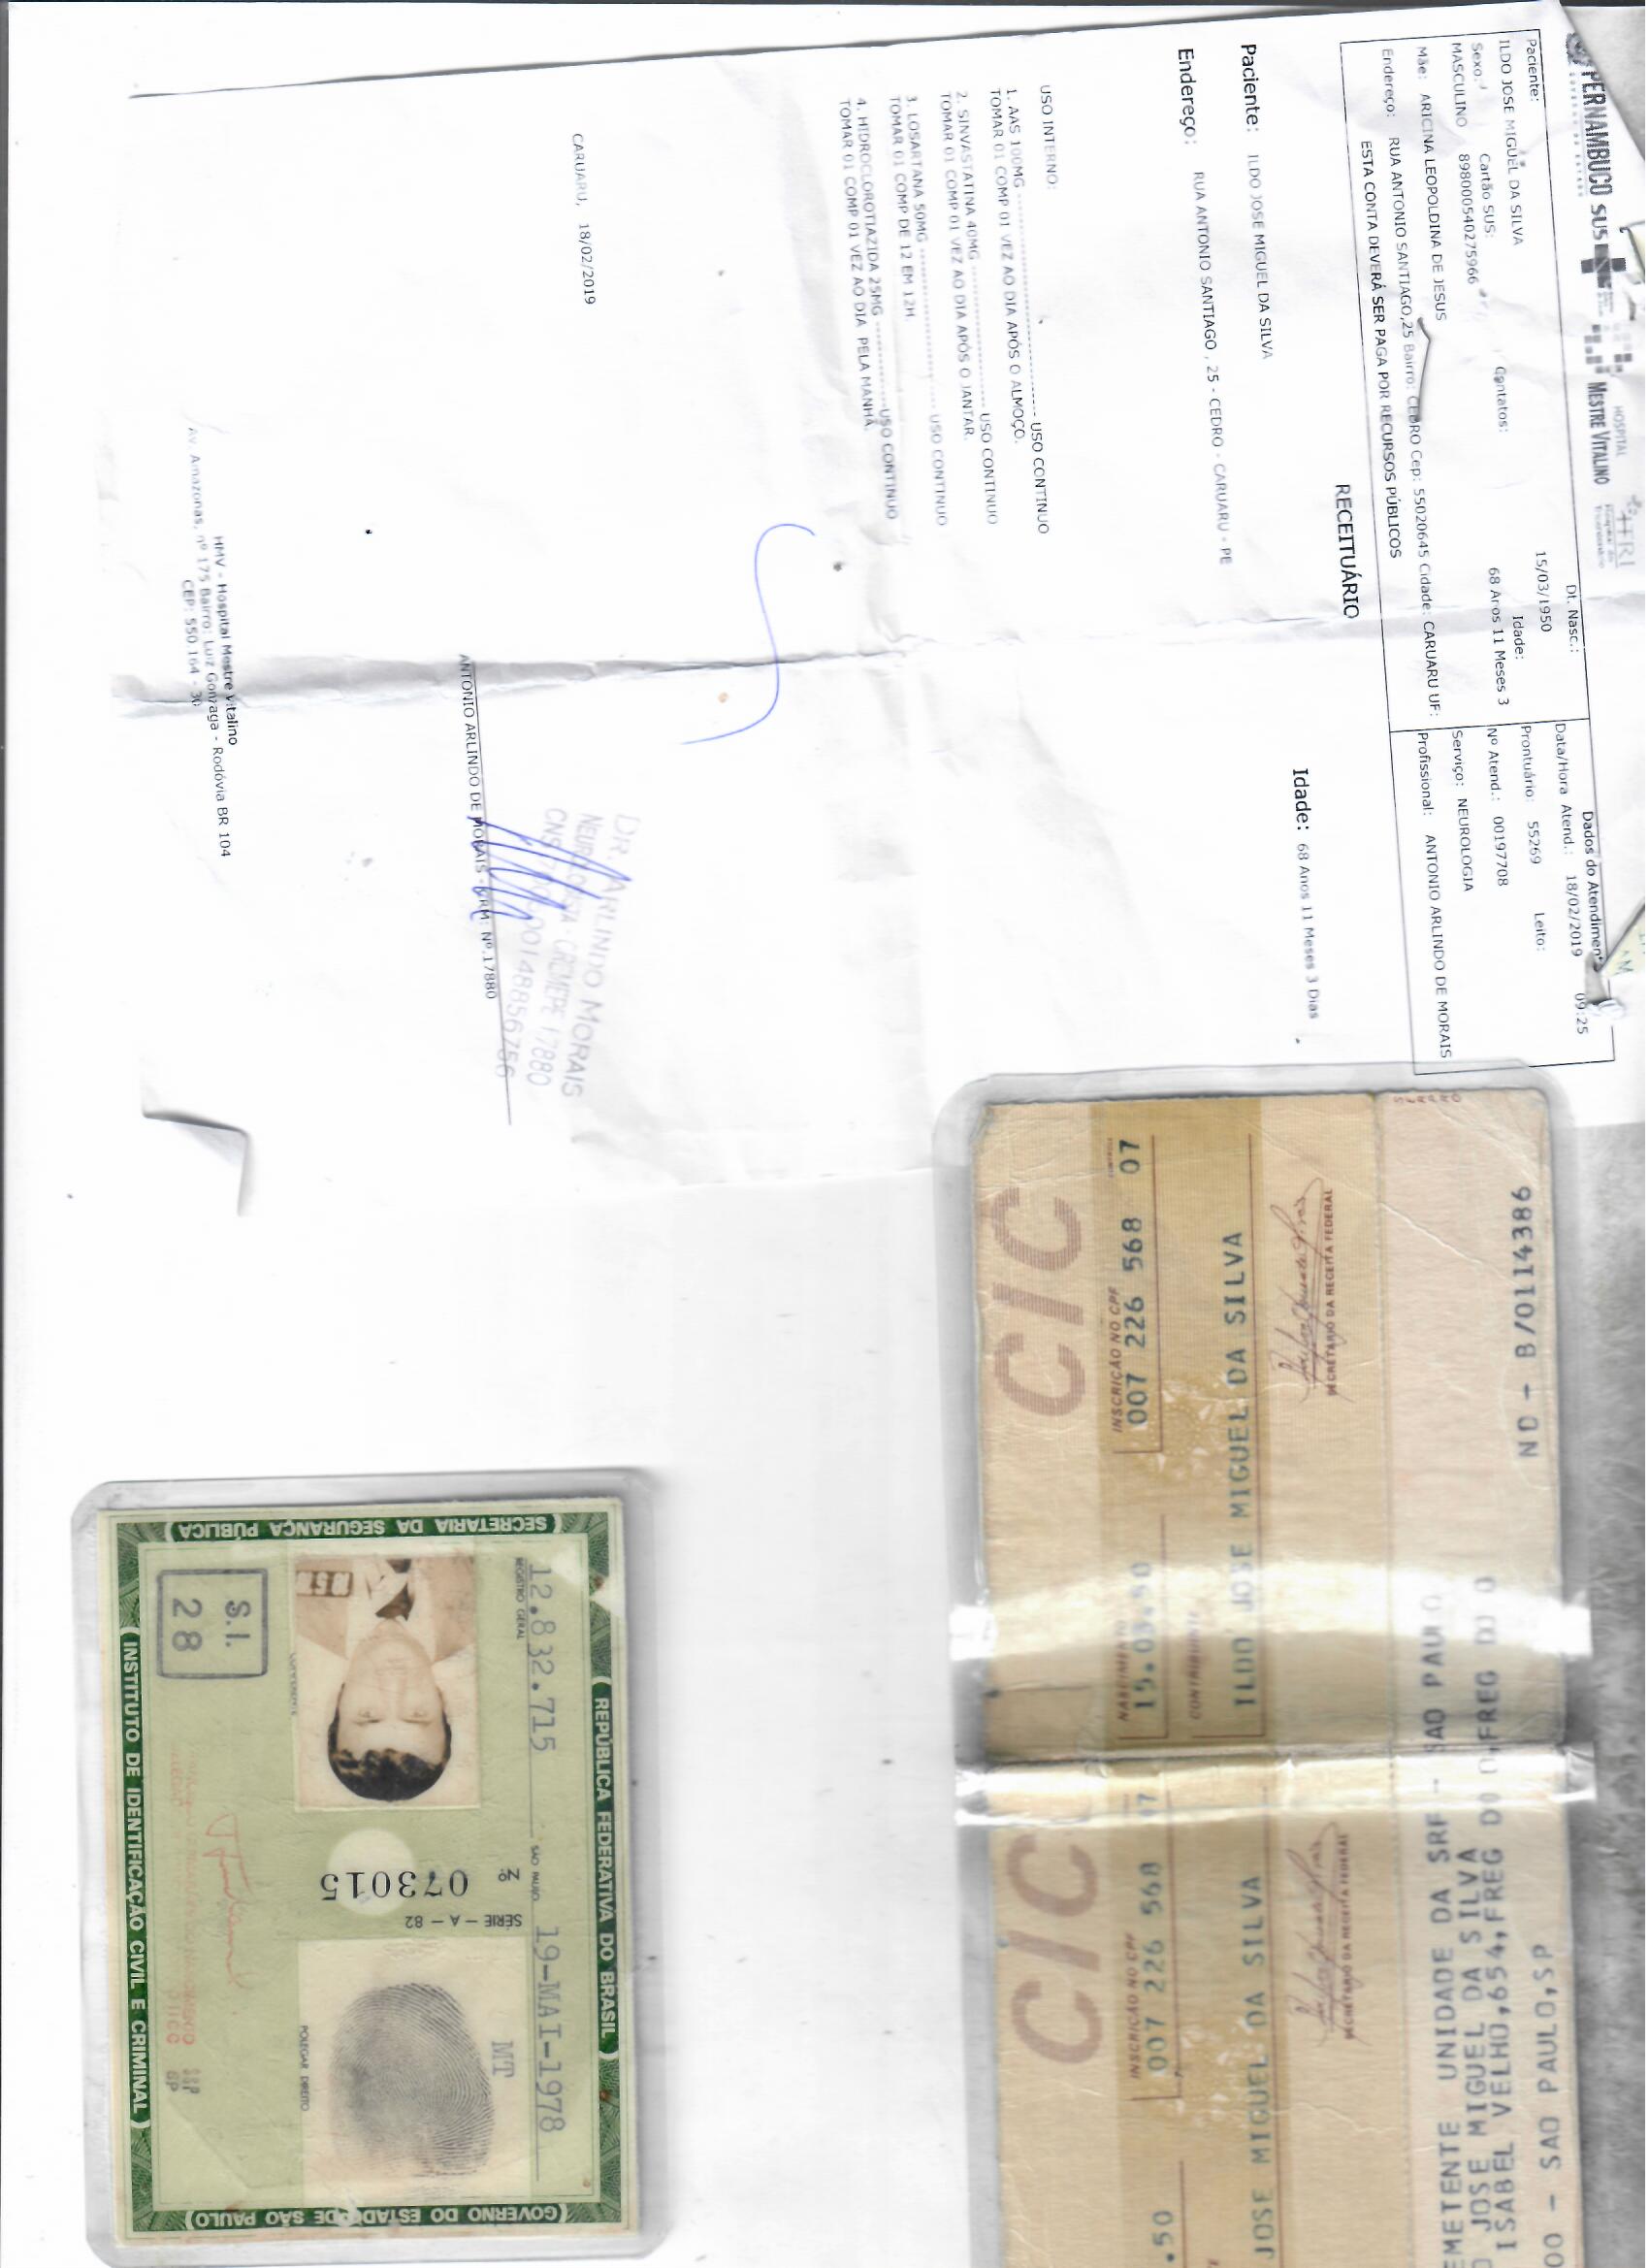 PERNAMBUCO SUS
GOVERNO DO ESTADO
HOSPITAL
MESTRE VITALINO
HRI
Paciente:
ILDO JOSE MIGUEL DA SILVA
Dt. Nasc.:
15/03/1950
Sexo:
MASCULINO
Cartão SUS:
89800540275966
Contatos:
Idade:
68 Anos 11 Meses 3
Mãe: ARICINA LEOPOLDINA DE JESUS
Endereço: RUA ANTONIO SANTIAGO,25 Bairro: CEDRO Cep: 55020645 Cidade: CARUARU UF:
ESTA CONTA DEVERÁ SER PAGA POR RECURSOS PÚBLICOS
Dados do Atendimento
Data/Hora Atend.: 18/02/2019 09:25
Prontuário: 55269 Leito:
Nº Atend.: 00197708
Serviço: NEUROLOGIA
Profissional: ANTONIO ARLINDO DE MORAIS
RECEITUÁRIO
Paciente: ILDO JOSE MIGUEL DA SILVA
Idade: 68 Anos 11 Meses 3 Dias
Endereço: RUA ANTONIO SANTIAGO , 25 - CEDRO - CARUARU - PE
USO INTERNO:
1. AAS 100MG ------------------------- USO CONTINUO
TOMAR 01 COMP 01 VEZ AO DIA APÓS O ALMOÇO.
2. SINVASTATINA 40MG ------------------ USO CONTINUO
TOMAR 01 COMP 01 VEZ AO DIA APÓS O JANTAR.
3. LOSARTANA 50MG -------------------- USO CONTINUO
TOMAR 01 COMP DE 12 EM 12H
4. HIDROCLOROTIAZIDA 25MG ------------USO CONTINUO
TOMAR 01 COMP 01 VEZ AO DIA PELA MANHÃ.
CARUARU, 18/02/2019
DR. ARLINDO MORAIS
NEUROLOGISTA - CREMEPE 17880
ANTONIO ARLINDO DE MORAIS - CRM: Nº.17880
HMV - Hospital Mestre Vitalino
Av. Amazonas, nº 175 Bairro: Luiz Gonzaga - Rodóvia BR 104
CEP: 550.164 - 30
NO - B/0114386
SECRETÁRIO DA RECEITA FEDERAL
ILDO JOSE MIGUEL DA SILVA
CONTRIBUINTE
INSCRIÇÃO NO CPF
007 226 568 07
NASCIMENTO
15.03.50
CIC
EMETENTE UNIDADE DA SRF - SAO PAULO
JOSE MIGUEL DA SILVA
ISABEL VELHO,654,FREG DO O,FREG DO O
00 - SAO PAULO,SP
SECRETÁRIO DA RECEITA FEDERAL
JOSE MIGUEL DA SILVA
INSCRIÇÃO NO CPF
007 226 568 07
.50
CIC
REPÚBLICA FEDERATIVA DO BRASIL
SECRETARIA DA SEGURANÇA PÚBLICA
GOVERNO DO ESTADO DE SÃO PAULO
INSTITUTO DE IDENTIFICAÇÃO CIVIL E CRIMINAL
12.832.715
REGISTRO GERAL
SÃO PAULO,
19-MAI-1978
MT
Nº 073015
SÉRIE - A - 82
POLEGAR DIREITO
S.I.
28